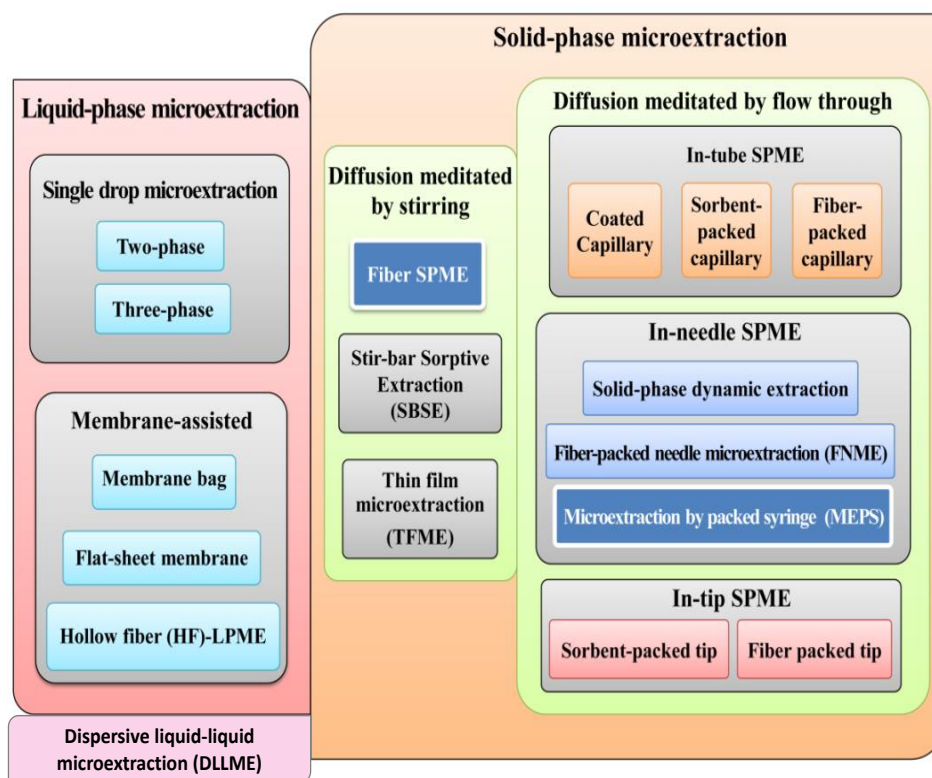 Solid-phase microextraction
Liquid-phase microextraction
Single drop microextraction
Two-phase
Three-phase
Membrane-assisted
Membrane bag
Flat-sheet membrane
Hollow fiber (HF)-LPME
Dispersive liquid-liquid
microextraction (DLLME)
Diffusion meditated
by stirring
Fiber SPME
Stir-bar Sorptive
Extraction
(SBSE)
Thin film
microextraction
(TFME)
Diffusion meditated by flow through
In-tube SPME
Coated
Capillary
Sorbent-
packed
capillary
Fiber-
packed
capillary
In-needle SPME
Solid-phase dynamic extraction
Fiber-packed needle microextraction (FNME)
Microextraction by packed syringe (MEPS)
In-tip SPME
Sorbent-packed tip
Fiber packed tip